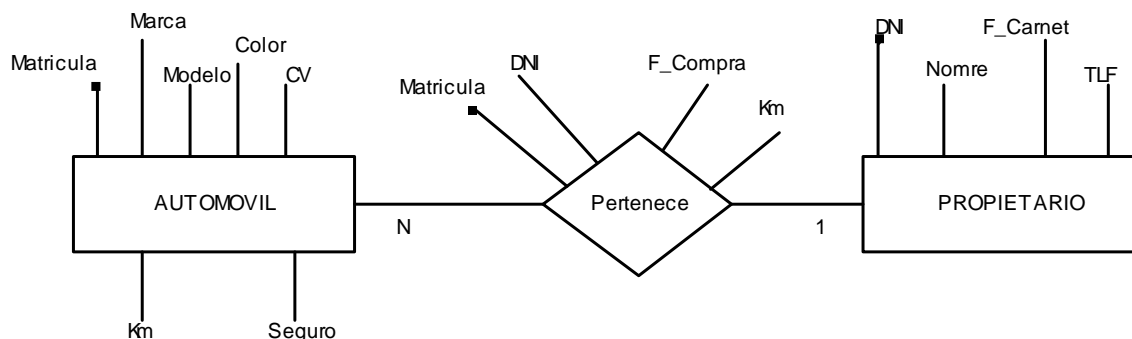 Marca
Color
Matricula
Modelo
CV
DNI
F_Compra
Matricula
Km
DNI
F_Carnet
Nomre
TLF
AUTOMOVIL
Pertenece
PROPIETARIO
N
1
Km
Seguro